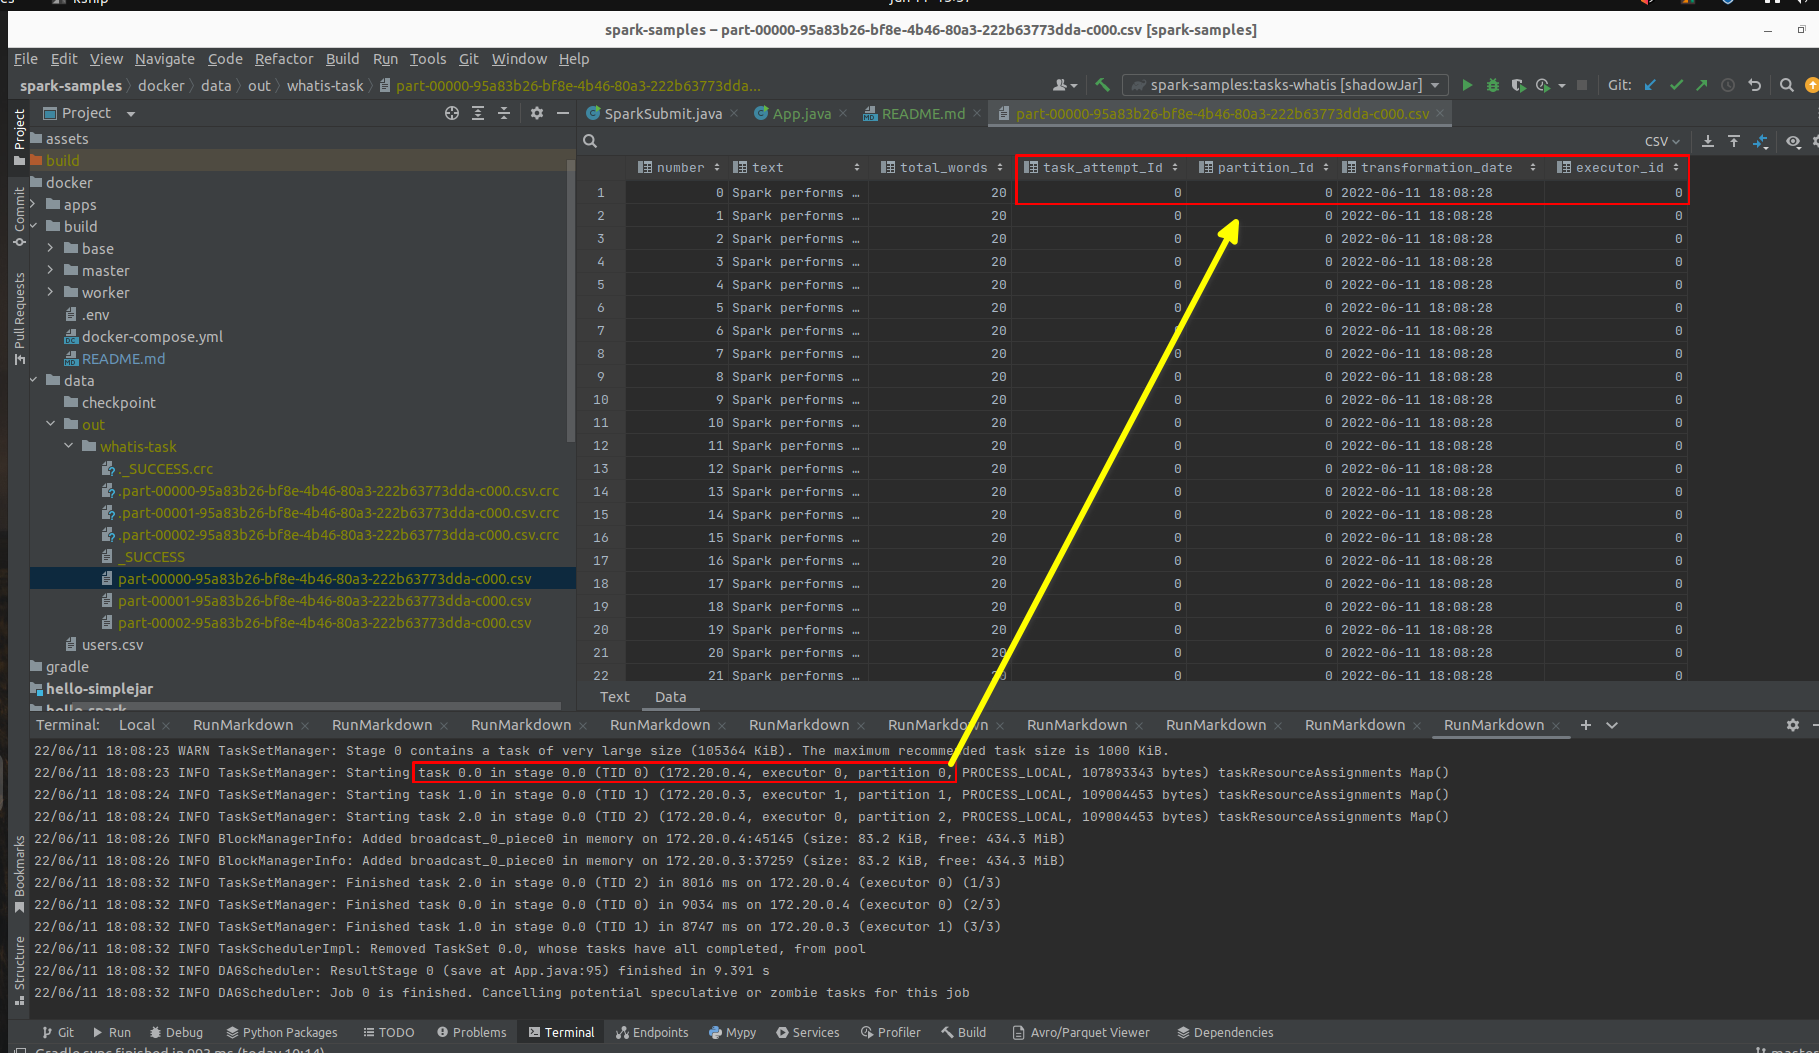 spark-samples – part-00000-95a83b26-bf8e-4b46-80a3-222b63773dda-c000.csv [spark-samples]
File Edit View Navigate Code Refactor Build Run Tools Git Window Help
spark-samples docker data out whatis-task part-00000-95a83b26-bf8e-4b46-80a3-222b63773dda... spark-samples:tasks-whatis [shadowJar] Git:
Project
SparkSubmit.java App.java README.md part-00000-95a83b26-bf8e-4b46-80a3-222b63773dda-c000.csv
Project
Commit
Pull Requests
Bookmarks
Structure
assets
build
docker
apps
build
base
master
worker
.env
docker-compose.yml
README.md
data
checkpoint
out
whatis-task
._SUCCESS.crc
.part-00000-95a83b26-bf8e-4b46-80a3-222b63773dda-c000.csv.crc
.part-00001-95a83b26-bf8e-4b46-80a3-222b63773dda-c000.csv.crc
.part-00002-95a83b26-bf8e-4b46-80a3-222b63773dda-c000.csv.crc
_SUCCESS
part-00000-95a83b26-bf8e-4b46-80a3-222b63773dda-c000.csv
part-00001-95a83b26-bf8e-4b46-80a3-222b63773dda-c000.csv
part-00002-95a83b26-bf8e-4b46-80a3-222b63773dda-c000.csv
users.csv
gradle
hello-simplejar
hello-spark
CSV
number text total_words task_attempt_Id partition_Id transformation_date executor_id
1 0 Spark performs … 20 0 0 2022-06-11 18:08:28 0
2 1 Spark performs … 20 0 0 2022-06-11 18:08:28 0
3 2 Spark performs … 20 0 0 2022-06-11 18:08:28 0
4 3 Spark performs … 20 0 0 2022-06-11 18:08:28 0
5 4 Spark performs … 20 0 0 2022-06-11 18:08:28 0
6 5 Spark performs … 20 0 0 2022-06-11 18:08:28 0
7 6 Spark performs … 20 0 0 2022-06-11 18:08:28 0
8 7 Spark performs … 20 0 0 2022-06-11 18:08:28 0
9 8 Spark performs … 20 0 0 2022-06-11 18:08:28 0
10 9 Spark performs … 20 0 0 2022-06-11 18:08:28 0
11 10 Spark performs … 20 0 0 2022-06-11 18:08:28 0
12 11 Spark performs … 20 0 0 2022-06-11 18:08:28 0
13 12 Spark performs … 20 0 0 2022-06-11 18:08:28 0
14 13 Spark performs … 20 0 0 2022-06-11 18:08:28 0
15 14 Spark performs … 20 0 0 2022-06-11 18:08:28 0
16 15 Spark performs … 20 0 0 2022-06-11 18:08:28 0
17 16 Spark performs … 20 0 0 2022-06-11 18:08:28 0
18 17 Spark performs … 20 0 0 2022-06-11 18:08:28 0
19 18 Spark performs … 20 0 0 2022-06-11 18:08:28 0
20 19 Spark performs … 20 0 0 2022-06-11 18:08:28 0
21 20 Spark performs … 20 0 0 2022-06-11 18:08:28 0
22 21 Spark performs … 20 0 0 2022-06-11 18:08:28 0
Text Data
Terminal: Local RunMarkdown RunMarkdown RunMarkdown RunMarkdown RunMarkdown RunMarkdown RunMarkdown RunMarkdown RunMarkdown RunMarkdown
22/06/11 18:08:23 WARN TaskSetManager: Stage 0 contains a task of very large size (105364 KiB). The maximum recommended task size is 1000 KiB.
22/06/11 18:08:23 INFO TaskSetManager: Starting task 0.0 in stage 0.0 (TID 0) (172.20.0.4, executor 0, partition 0, PROCESS_LOCAL, 107893343 bytes) taskResourceAssignments Map()
22/06/11 18:08:24 INFO TaskSetManager: Starting task 1.0 in stage 0.0 (TID 1) (172.20.0.3, executor 1, partition 1, PROCESS_LOCAL, 109004453 bytes) taskResourceAssignments Map()
22/06/11 18:08:24 INFO TaskSetManager: Starting task 2.0 in stage 0.0 (TID 2) (172.20.0.4, executor 0, partition 2, PROCESS_LOCAL, 109004453 bytes) taskResourceAssignments Map()
22/06/11 18:08:26 INFO BlockManagerInfo: Added broadcast_0_piece0 in memory on 172.20.0.4:45145 (size: 83.2 KiB, free: 434.3 MiB)
22/06/11 18:08:26 INFO BlockManagerInfo: Added broadcast_0_piece0 in memory on 172.20.0.3:37259 (size: 83.2 KiB, free: 434.3 MiB)
22/06/11 18:08:32 INFO TaskSetManager: Finished task 2.0 in stage 0.0 (TID 2) in 8016 ms on 172.20.0.4 (executor 0) (1/3)
22/06/11 18:08:32 INFO TaskSetManager: Finished task 0.0 in stage 0.0 (TID 0) in 9034 ms on 172.20.0.4 (executor 0) (2/3)
22/06/11 18:08:32 INFO TaskSetManager: Finished task 1.0 in stage 0.0 (TID 1) in 8747 ms on 172.20.0.3 (executor 1) (3/3)
22/06/11 18:08:32 INFO TaskSchedulerImpl: Removed TaskSet 0.0, whose tasks have all completed, from pool
22/06/11 18:08:32 INFO DAGScheduler: ResultStage 0 (save at App.java:95) finished in 9.391 s
22/06/11 18:08:32 INFO DAGScheduler: Job 0 is finished. Cancelling potential speculative or zombie tasks for this job
Git Run Debug Python Packages TODO Problems Terminal Endpoints Mypy Services Profiler Build Avro/Parquet Viewer Dependencies